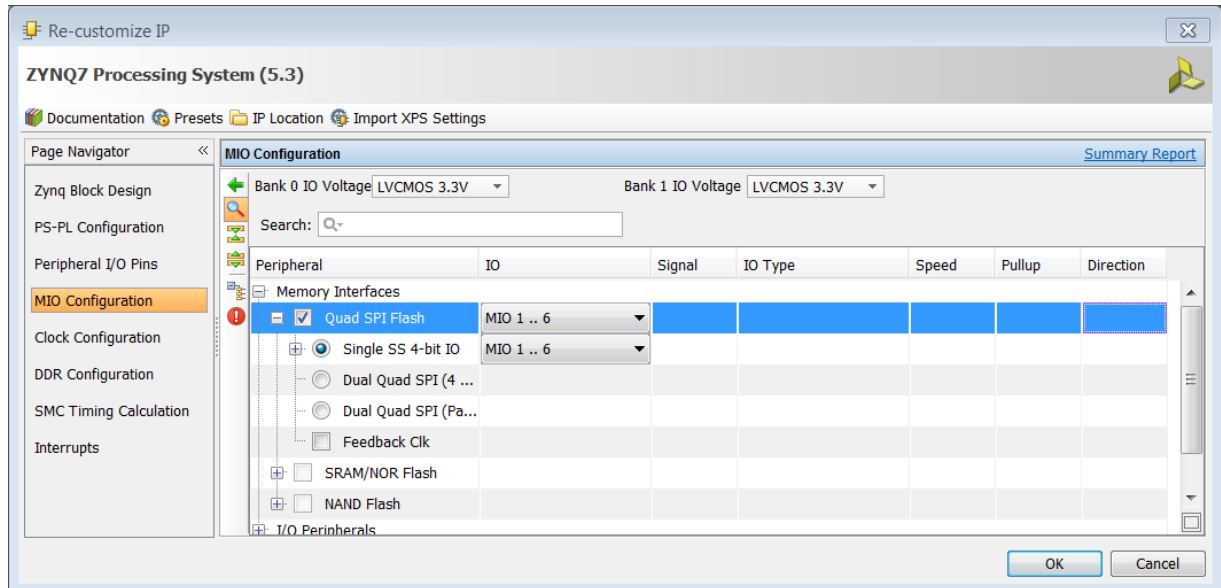 Re-customize IP
ZYNQ7 Processing System (5.3)
Documentation Presets IP Location Import XPS Settings
Page Navigator «
Zynq Block Design
PS-PL Configuration
Peripheral I/O Pins
MIO Configuration
Clock Configuration
DDR Configuration
SMC Timing Calculation
Interrupts
MIO Configuration Summary Report
Bank 0 IO Voltage LVCMOS 3.3V Bank 1 IO Voltage LVCMOS 3.3V
Search:
Peripheral IO Signal IO Type Speed Pullup Direction
Memory Interfaces
Quad SPI Flash MIO 1 .. 6
Single SS 4-bit IO MIO 1 .. 6
Dual Quad SPI (4 ...
Dual Quad SPI (Pa...
Feedback Clk
SRAM/NOR Flash
NAND Flash
I/O Peripherals
OK Cancel